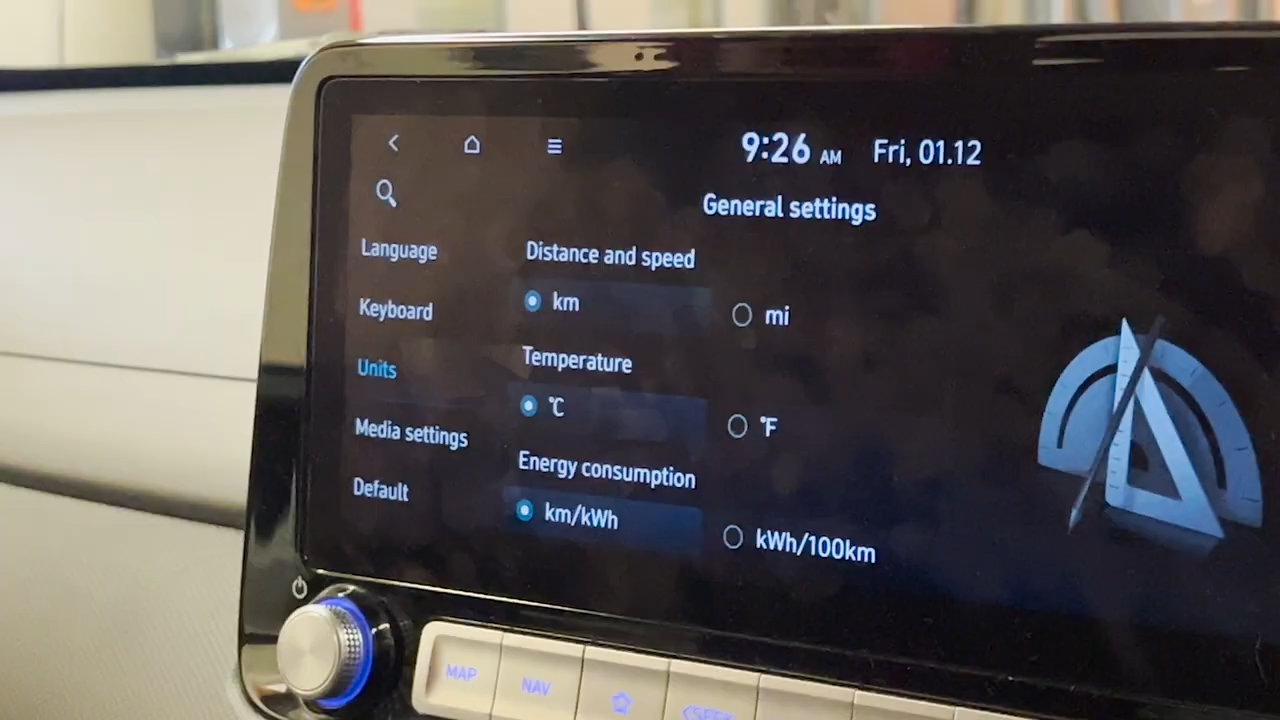 9:26 AM Fri, 01.12
General settings
Language
Keyboard
Units
Media settings
Default
Distance and speed
km
mi
Temperature
℃
℉
Energy consumption
km/kWh
kWh/100km
MAP
NAV